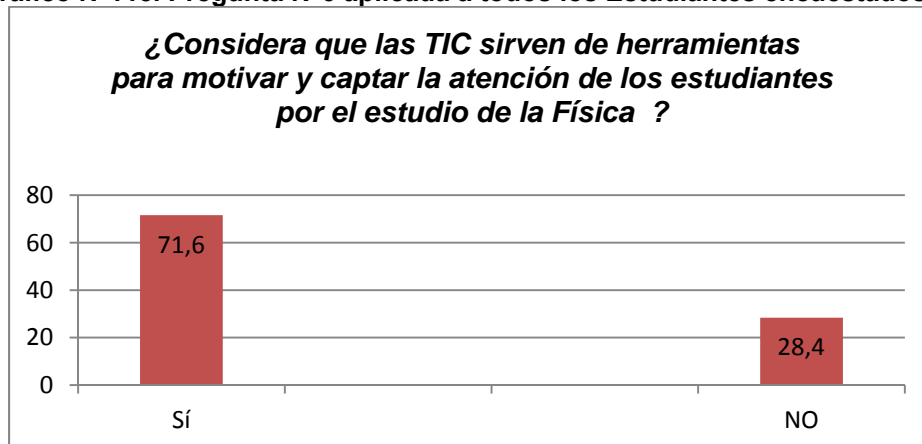 ¿Considera que las TIC sirven de herramientas
para motivar y captar la atención de los estudiantes
por el estudio de la Física ?
80
60
40
20
0
71,6
28,4
Sí
NO